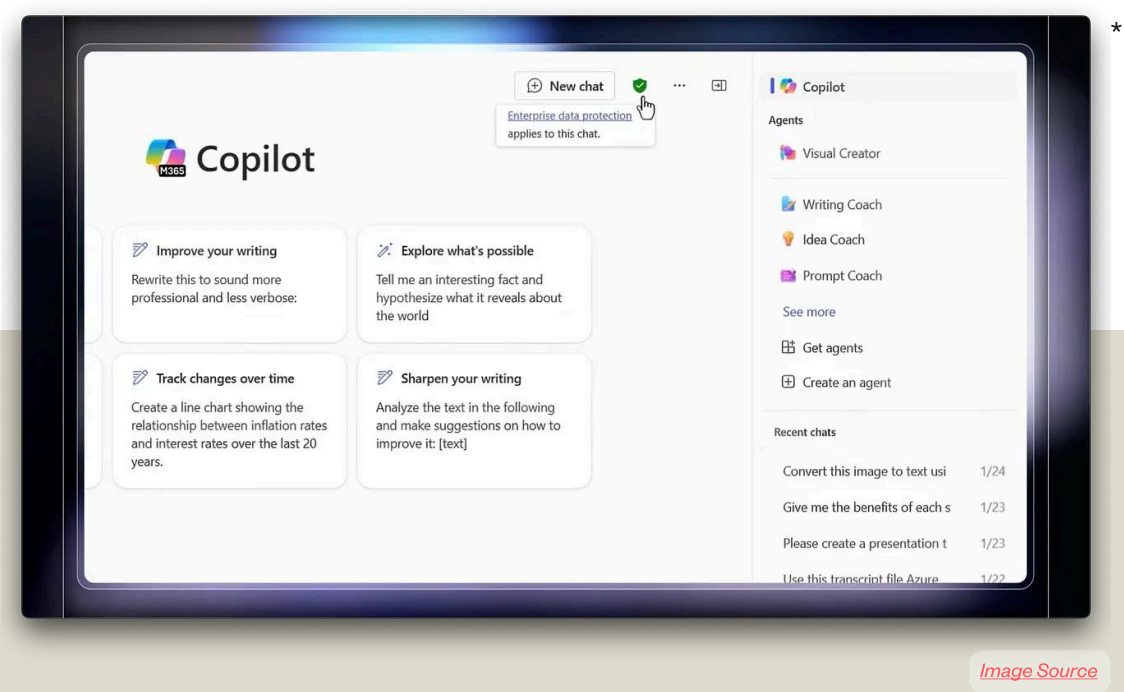 *
New chat
Enterprise data protection
applies to this chat.
M365
Copilot
Improve your writing
Rewrite this to sound more
professional and less verbose:
Explore what's possible
Tell me an interesting fact and
hypothesize what it reveals about
the world
Track changes over time
Create a line chart showing the
relationship between inflation rates
and interest rates over the last 20
years.
Sharpen your writing
Analyze the text in the following
and make suggestions on how to
improve it: [text]
Copilot
Agents
Visual Creator
Writing Coach
Idea Coach
Prompt Coach
See more
Get agents
Create an agent
Recent chats
Convert this image to text usi 1/24
Give me the benefits of each s 1/23
Please create a presentation t 1/23
Use this transcript file Azure 1/22
Image Source